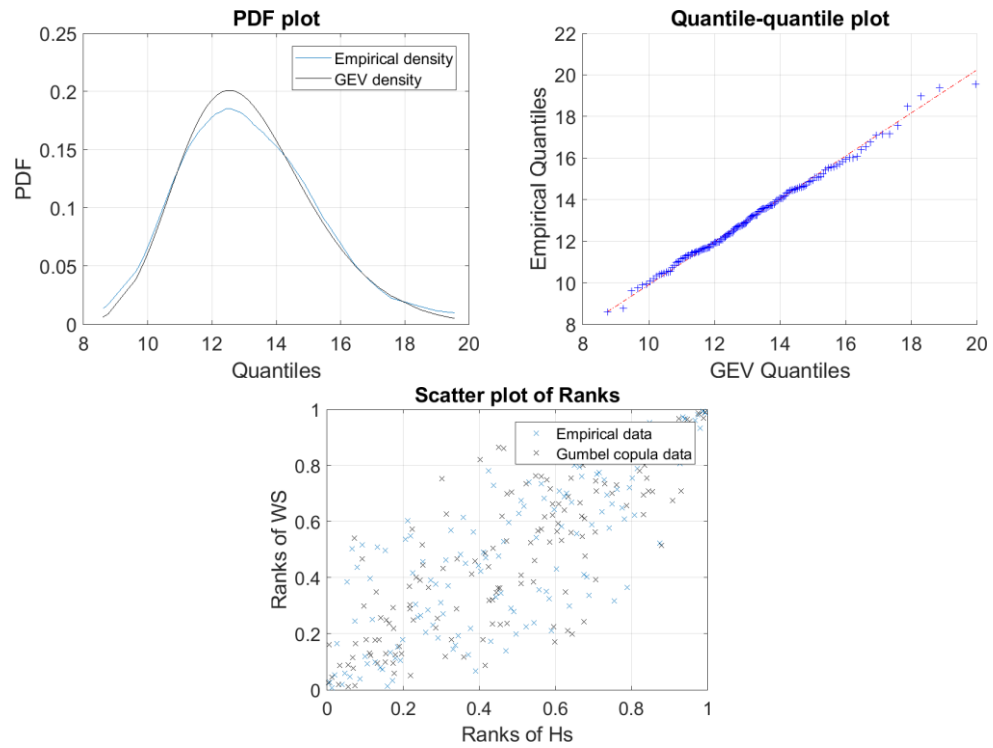 PDF plot
0.25
0.2
0.15
0.1
0.05
0
PDF
Empirical density
GEV density
8 10 12 14 16 18 20
Quantiles
Quantile-quantile plot
22
20
18
16
14
12
10
8
Empirical Quantiles
8 10 12 14 16 18 20
GEV Quantiles
Scatter plot of Ranks
1
0.8
0.6
0.4
0.2
0
Ranks of WS
Empirical data
Gumbel copula data
0 0.2 0.4 0.6 0.8 1
Ranks of Hs